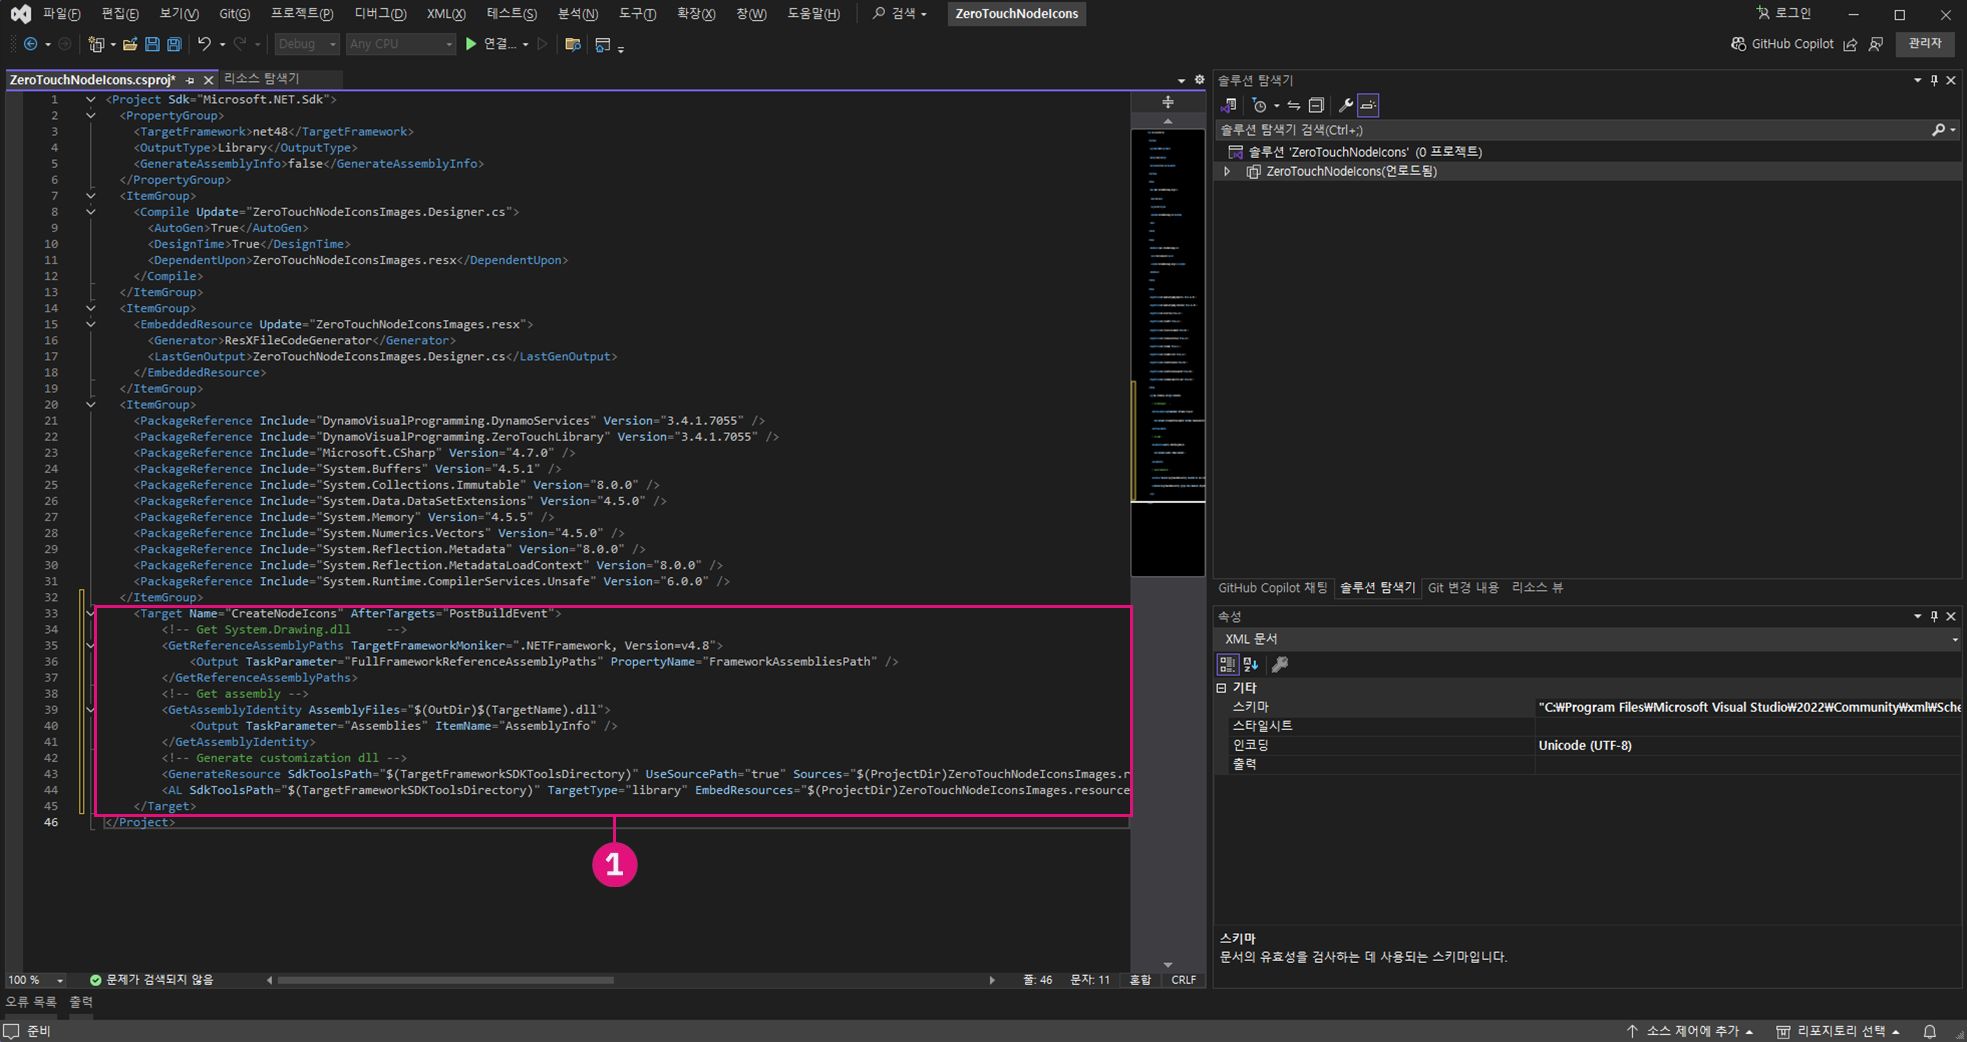 파일(F) 편집(E) 보기(V) Git(G) 프로젝트(P) 디버그(D) XML(X) 테스트(S) 분석(N) 도구(T) 확장(X) 창(W) 도움말(H) 검색 ZeroTouchNodeIcons 로그인
Debug Any CPU 연결... GitHub Copilot 관리자
ZeroTouchNodeIcons.csproj* 리소스 탐색기
1 <Project Sdk="Microsoft.NET.Sdk">
2 <PropertyGroup>
3 <TargetFramework>net48</TargetFramework>
4 <OutputType>Library</OutputType>
5 <GenerateAssemblyInfo>false</GenerateAssemblyInfo>
6 </PropertyGroup>
7 <ItemGroup>
8 <Compile Update="ZeroTouchNodeIconsImages.Designer.cs">
9 <AutoGen>True</AutoGen>
10 <DesignTime>True</DesignTime>
11 <DependentUpon>ZeroTouchNodeIconsImages.resx</DependentUpon>
12 </Compile>
13 </ItemGroup>
14 <ItemGroup>
15 <EmbeddedResource Update="ZeroTouchNodeIconsImages.resx">
16 <Generator>ResXFileCodeGenerator</Generator>
17 <LastGenOutput>ZeroTouchNodeIconsImages.Designer.cs</LastGenOutput>
18 </EmbeddedResource>
19 </ItemGroup>
20 <ItemGroup>
21 <PackageReference Include="DynamoVisualProgramming.DynamoServices" Version="3.4.1.7055" />
22 <PackageReference Include="DynamoVisualProgramming.ZeroTouchLibrary" Version="3.4.1.7055" />
23 <PackageReference Include="Microsoft.CSharp" Version="4.7.0" />
24 <PackageReference Include="System.Buffers" Version="4.5.1" />
25 <PackageReference Include="System.Collections.Immutable" Version="8.0.0" />
26 <PackageReference Include="System.Data.DataSetExtensions" Version="4.5.0" />
27 <PackageReference Include="System.Memory" Version="4.5.5" />
28 <PackageReference Include="System.Numerics.Vectors" Version="4.5.0" />
29 <PackageReference Include="System.Reflection.Metadata" Version="8.0.0" />
30 <PackageReference Include="System.Reflection.MetadataLoadContext" Version="8.0.0" />
31 <PackageReference Include="System.Runtime.CompilerServices.Unsafe" Version="6.0.0" />
32 </ItemGroup>
33 <Target Name="CreateNodeIcons" AfterTargets="PostBuildEvent">
34 <!-- Get System.Drawing.dll -->
35 <GetReferenceAssemblyPaths TargetFrameworkMoniker=".NETFramework, Version=v4.8">
36 <Output TaskParameter="FullFrameworkReferenceAssemblyPaths" PropertyName="FrameworkAssembliesPath" />
37 </GetReferenceAssemblyPaths>
38 <!-- Get assembly -->
39 <GetAssemblyIdentity AssemblyFiles="$(OutDir)$(TargetName).dll">
40 <Output TaskParameter="Assemblies" ItemName="AssemblyInfo" />
41 </GetAssemblyIdentity>
42 <!-- Generate customization dll -->
43 <GenerateResource SdkToolsPath="$(TargetFrameworkSDKToolsDirectory)" UseSourcePath="true" Sources="$(ProjectDir)ZeroTouchNodeIconsImages.r
44 <AL SdkToolsPath="$(TargetFrameworkSDKToolsDirectory)" TargetType="library" EmbedResources="$(ProjectDir)ZeroTouchNodeIconsImages.resource
45 </Target>
46 </Project>
1
100 % 문제가 검색되지 않음 줄: 46 문자: 11 혼합 CRLF
오류 목록 출력
솔루션 탐색기
솔루션 탐색기 검색(Ctrl+;)
솔루션 'ZeroTouchNodeIcons' (0 프로젝트)
ZeroTouchNodeIcons(언로드됨)
GitHub Copilot 채팅 솔루션 탐색기 Git 변경 내용 리소스 뷰
속성
XML 문서
기타
스키마 "C:₩Program Files₩Microsoft Visual Studio₩2022₩Community₩xml₩Sche
스타일시트
인코딩 Unicode (UTF-8)
출력
스키마
문서의 유효성을 검사하는 데 사용되는 스키마입니다.
준비 소스 제어에 추가 리포지토리 선택